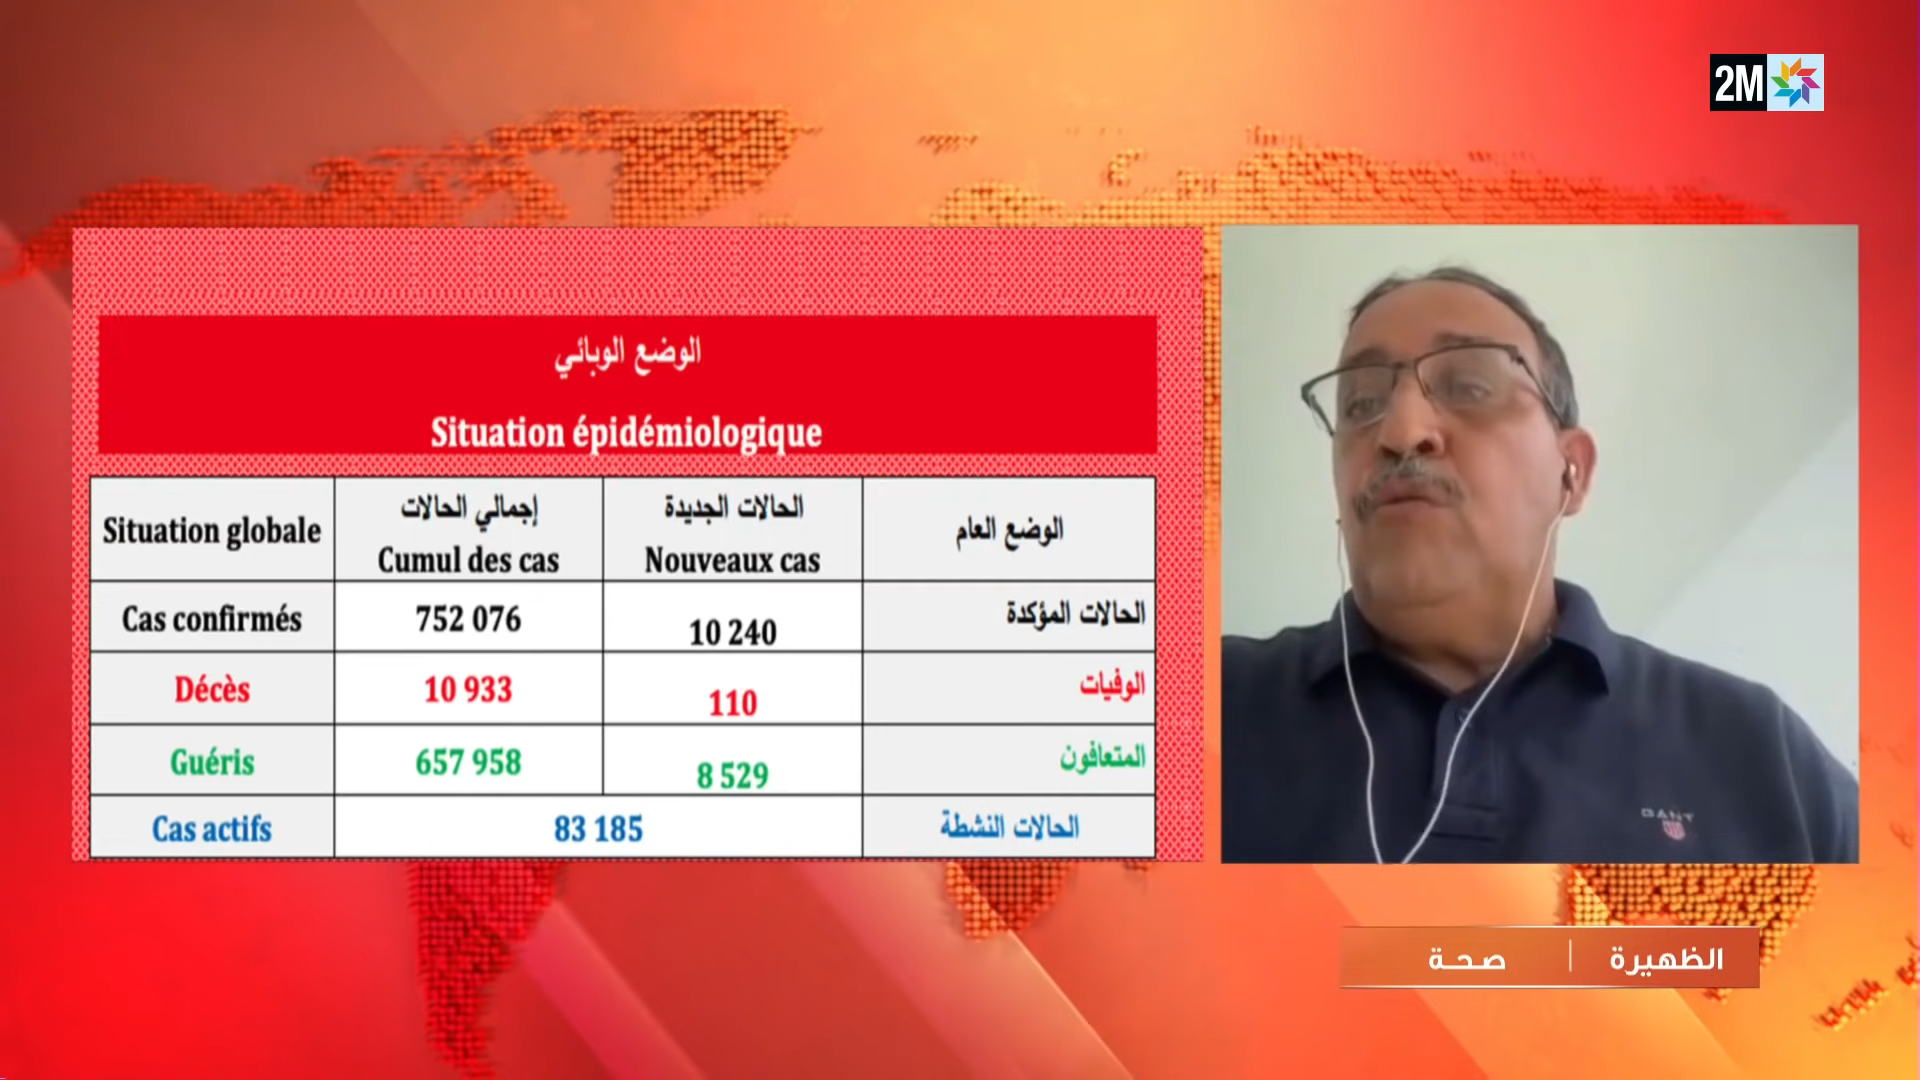 2M
الوضع الوبائي
Situation épidémiologique
Situation globale
إجمالي الحالات
Cumul des cas
الحالات الجديدة
Nouveaux cas
الوضع العام
Cas confirmés
752 076
10 240
الحالات المؤكدة
Décès
10 933
110
الوفيات
Guéris
657 958
8 529
المتعافون
Cas actifs
83 185
الحالات النشطة
GANT
الظهيرة | صحة